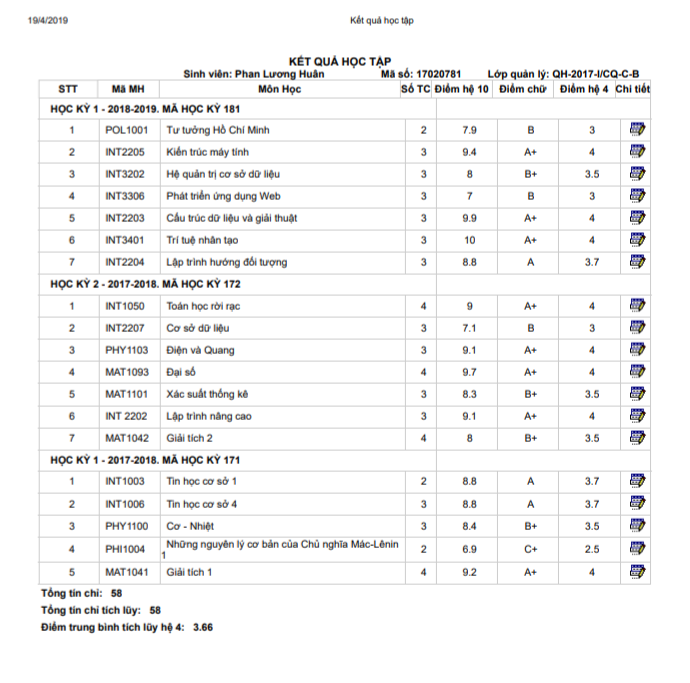 19/4/2019 Kết quả học tập
KẾT QUẢ HỌC TẬP
Sinh viên: Phan Lương Huân Mã số: 17020781 Lớp quản lý: QH-2017-I/CQ-C-B
STT Mã MH Môn Học Số TC Điểm hệ 10 Điểm chữ Điểm hệ 4 Chi tiết
HỌC KỲ 1 - 2018-2019. MÃ HỌC KỲ 181
1 POL1001 Tư tưởng Hồ Chí Minh 2 7.9 B 3
2 INT2205 Kiến trúc máy tính 3 9.4 A+ 4
3 INT3202 Hệ quản trị cơ sở dữ liệu 3 8 B+ 3.5
4 INT3306 Phát triển ứng dụng Web 3 7 B 3
5 INT2203 Cấu trúc dữ liệu và giải thuật 3 9.9 A+ 4
6 INT3401 Trí tuệ nhân tạo 3 10 A+ 4
7 INT2204 Lập trình hướng đối tượng 3 8.8 A 3.7
HỌC KỲ 2 - 2017-2018. MÃ HỌC KỲ 172
1 INT1050 Toán học rời rạc 4 9 A+ 4
2 INT2207 Cơ sở dữ liệu 3 7.1 B 3
3 PHY1103 Điện và Quang 3 9.1 A+ 4
4 MAT1093 Đại số 4 9.7 A+ 4
5 MAT1101 Xác suất thống kê 3 8.3 B+ 3.5
6 INT 2202 Lập trình nâng cao 3 9.1 A+ 4
7 MAT1042 Giải tích 2 4 8 B+ 3.5
HỌC KỲ 1 - 2017-2018. MÃ HỌC KỲ 171
1 INT1003 Tin học cơ sở 1 2 8.8 A 3.7
2 INT1006 Tin học cơ sở 4 3 8.8 A 3.7
3 PHY1100 Cơ - Nhiệt 3 8.4 B+ 3.5
4 PHI1004 Những nguyên lý cơ bản của Chủ nghĩa Mác-Lênin 2 6.9 C+ 2.5
1
5 MAT1041 Giải tích 1 4 9.2 A+ 4
Tổng tín chỉ: 58
Tổng tín chỉ tích lũy: 58
Điểm trung bình tích lũy hệ 4: 3.66